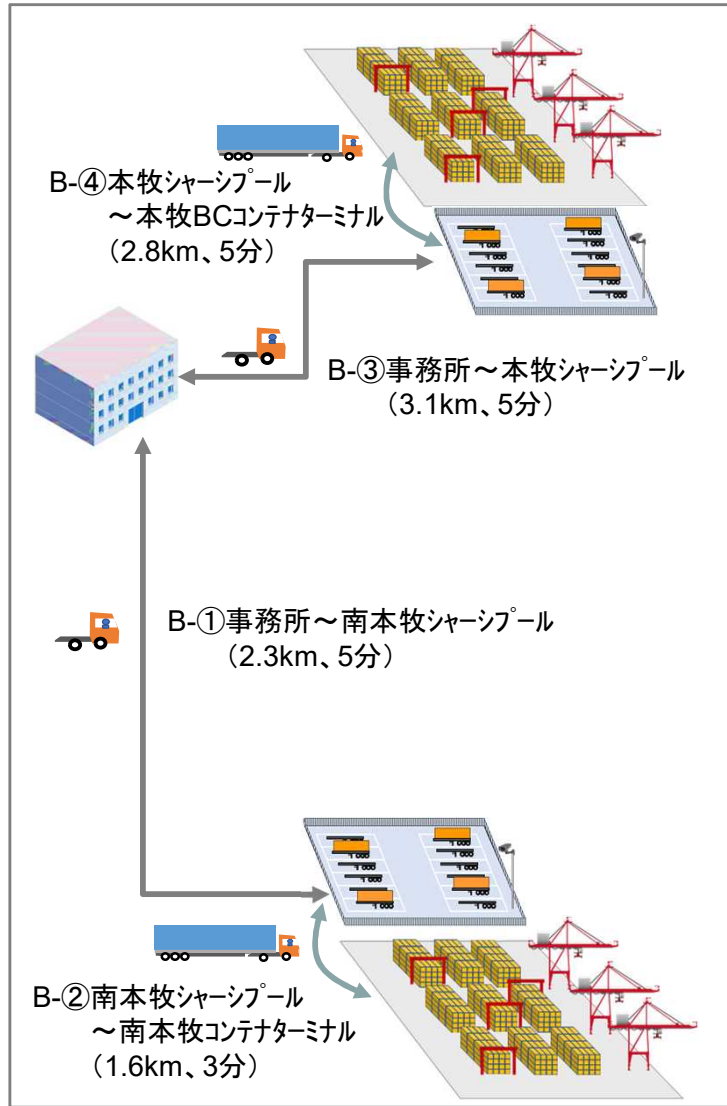 B-④本牧シャーシプール
～本牧BCコンテナターミナル
（2.8km、5分）
B-③事務所～本牧シャーシプール
（3.1km、5分）
B-①事務所～南本牧シャーシプール
（2.3km、5分）
B-②南本牧シャーシプール
～南本牧コンテナターミナル
（1.6km、3分）